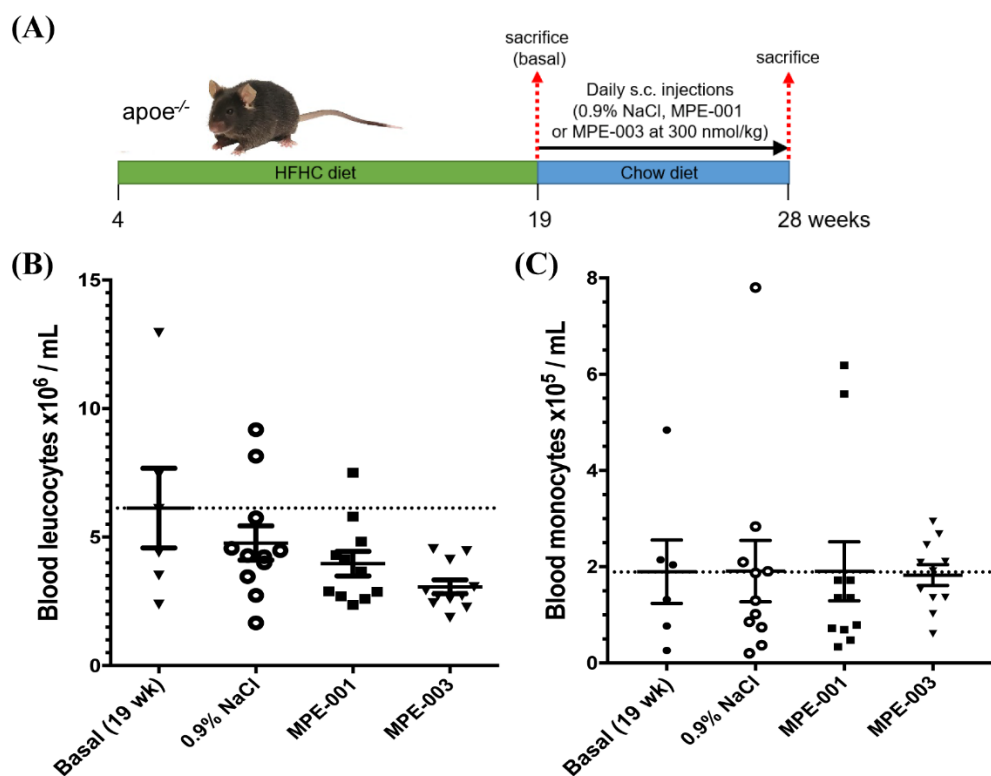 (A)
sacrifice
(basal)
sacrifice
Daily s.c. injections
(0.9% NaCl, MPE-001
or MPE-003 at 300 nmol/kg)
apoe-/-
HFHC diet
Chow diet
4
19
28 weeks
(B)
Blood leucocytes x10⁶ / mL
15
10
5
0
Basal (19 wk)
0.9% NaCl
MPE-001
MPE-003
(C)
Blood monocytes x10⁵ / mL
8
6
4
2
0
Basal (19 wk)
0.9% NaCl
MPE-001
MPE-003